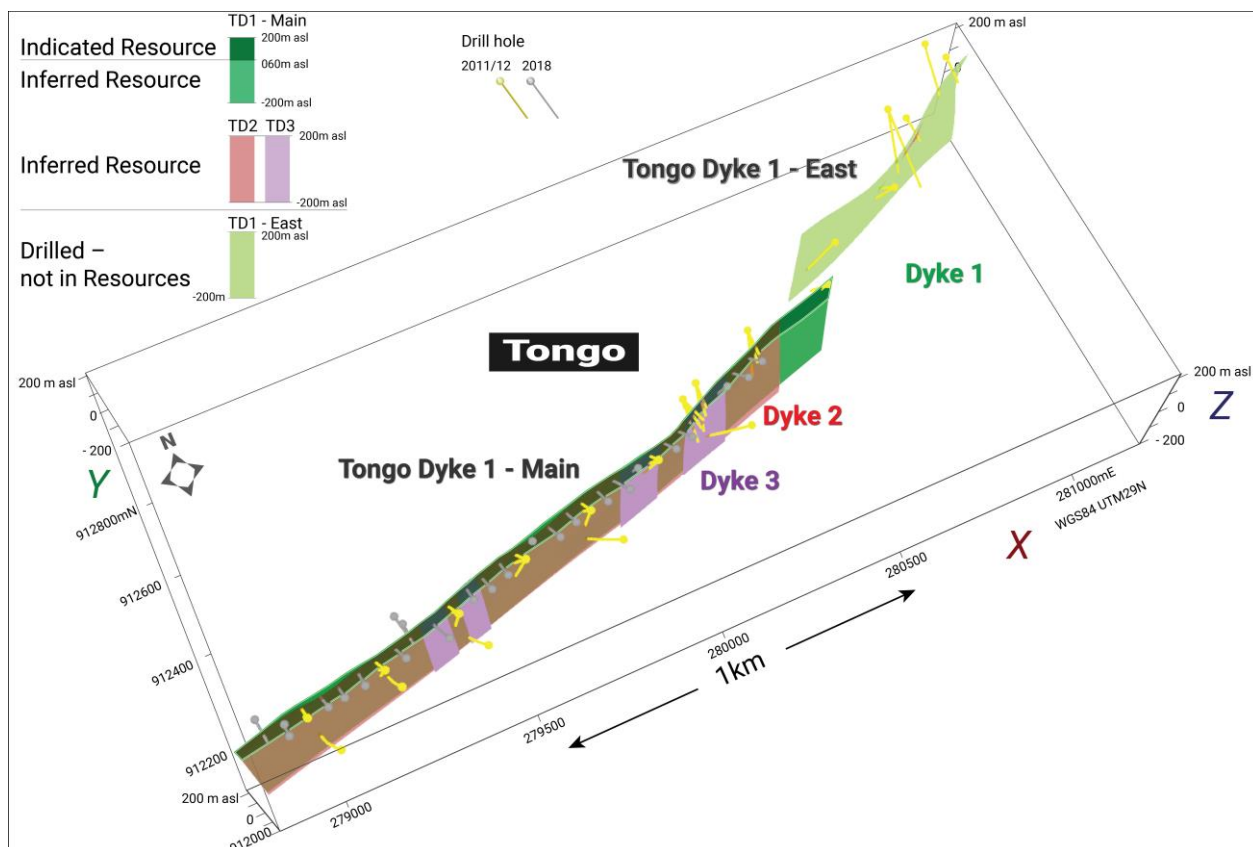 TD1 - Main
Indicated Resource
200m asl
060m asl
Inferred Resource
-200m asl
TD2 TD3
200m asl
Inferred Resource
-200m asl
TD1 - East
200m asl
Drilled –
not in Resources
-200m
Drill hole
2011/12 2018
200 m asl
0
Tongo Dyke 1 - East
Dyke 1
Tongo
200 m asl
0
- 200
N
Y
Tongo Dyke 1 - Main
Dyke 2
Dyke 3
200 m asl
0
- 200
Z
912800mN
912600
912400
912200
200 m asl
0
912000
279000
279500
280000
280500
281000mE
WGS84 UTM29N
X
1km